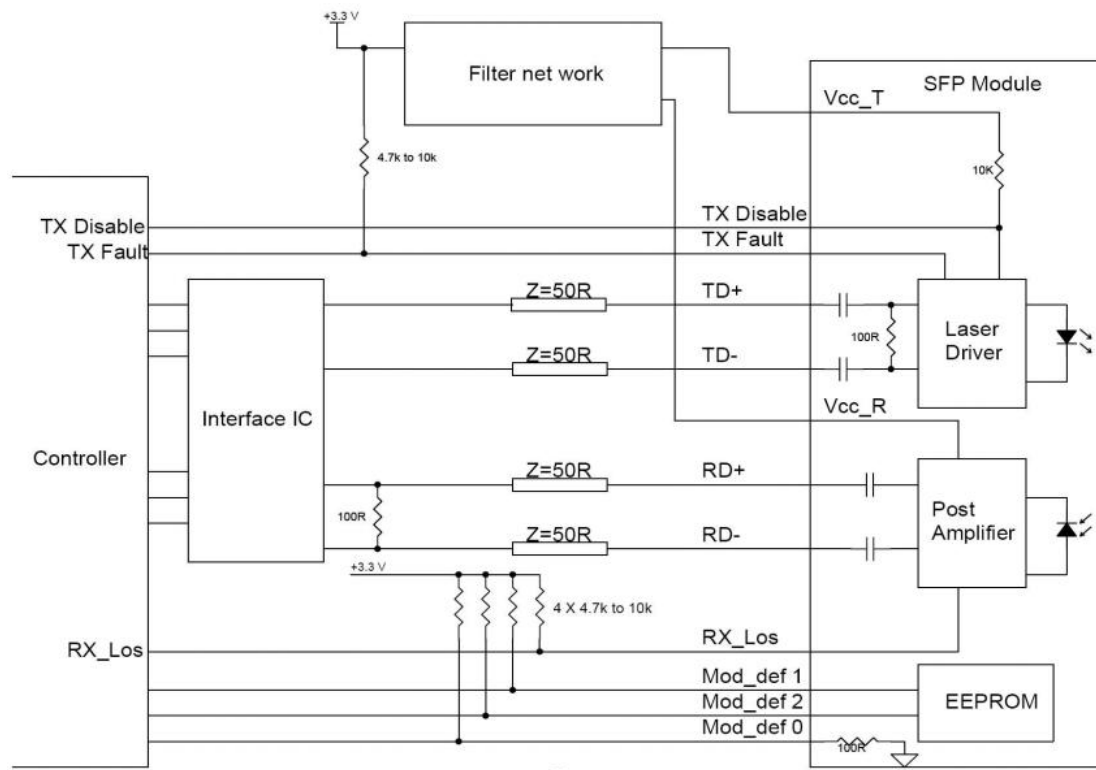 +3.3 V
Filter net work
SFP Module
Vcc_T
4.7k to 10k
10K
TX Disable
TX Disable
TX Fault
TX Fault
Z=50R
TD+
100R
Laser
Driver
Z=50R
TD-
Interface IC
Vcc_R
Controller
Z=50R
RD+
100R
Post
Amplifier
Z=50R
RD-
+3.3 V
4 X 4.7k to 10k
RX_Los
RX_Los
Mod_def 1
Mod_def 2
EEPROM
Mod_def 0
100R